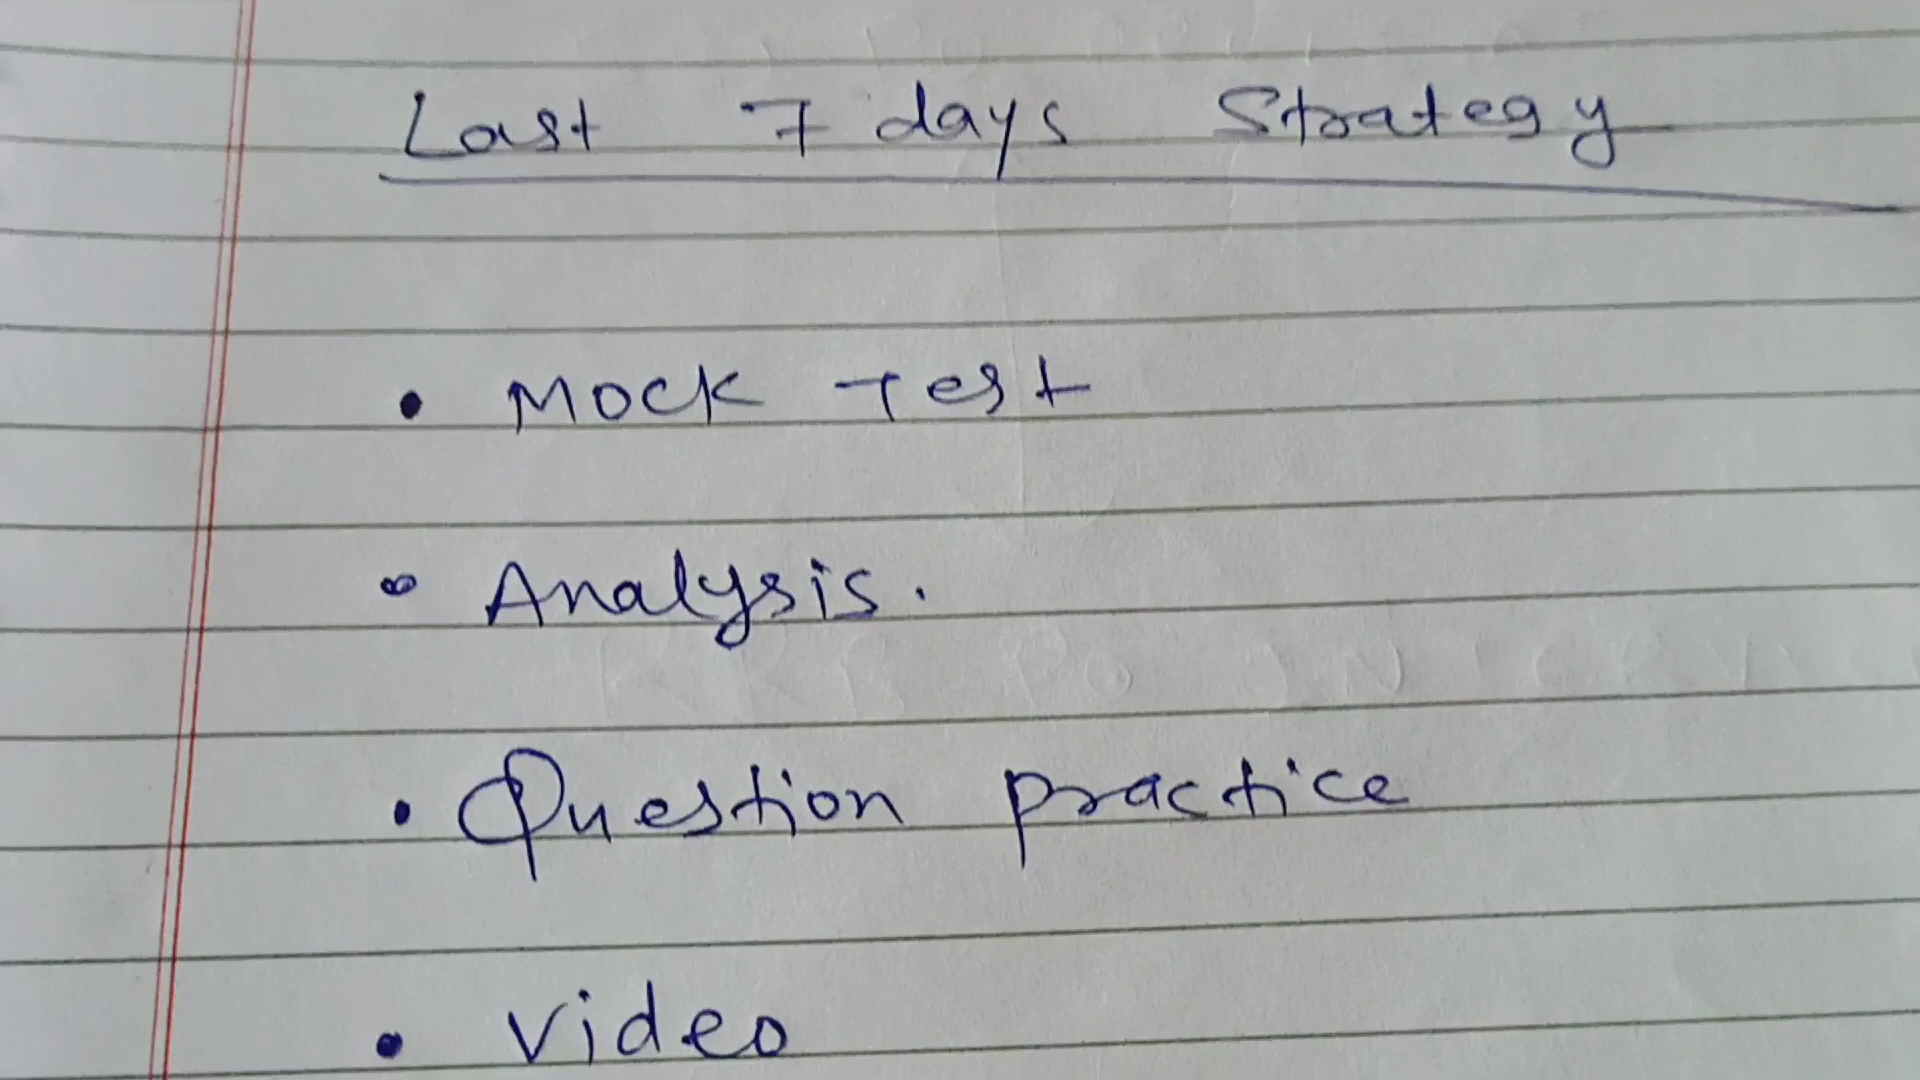 Last 7 days Strategy
• Mock Test
• Analysis.
• Question practice
• video